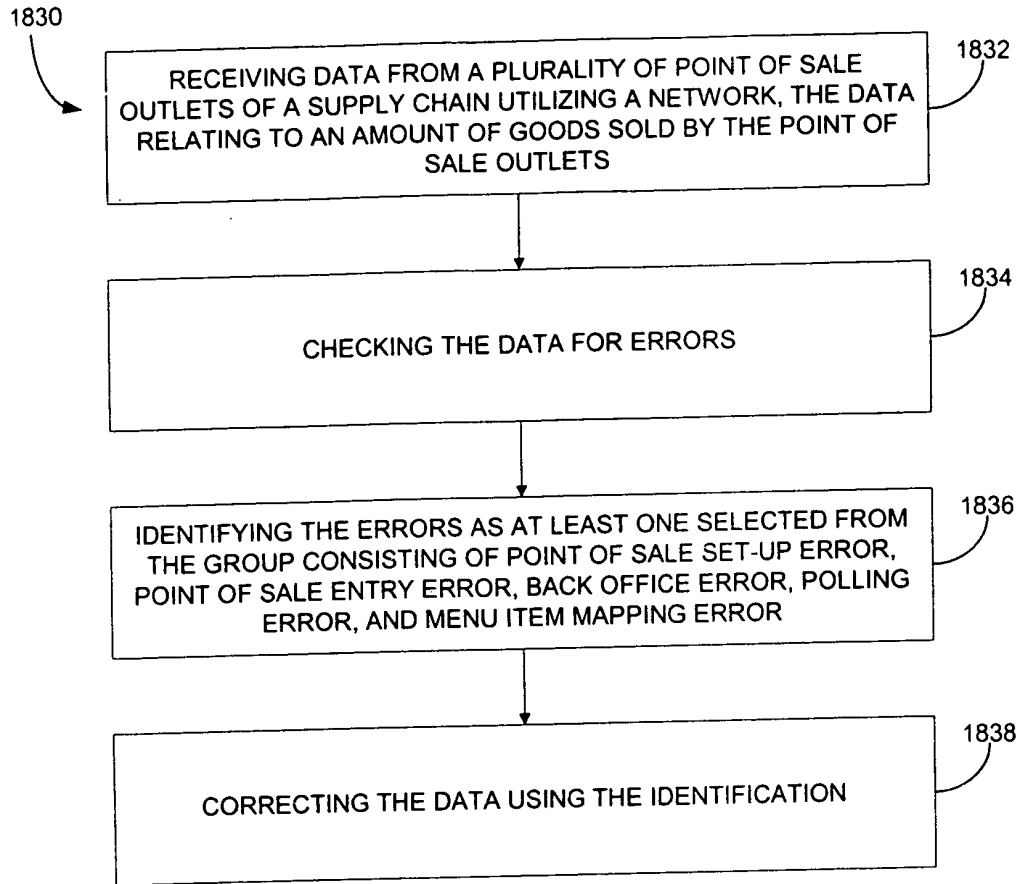 1830
1832
RECEIVING DATA FROM A PLURALITY OF POINT OF SALE
OUTLETS OF A SUPPLY CHAIN UTILIZING A NETWORK, THE DATA
RELATING TO AN AMOUNT OF GOODS SOLD BY THE POINT OF
SALE OUTLETS
1834
CHECKING THE DATA FOR ERRORS
1836
IDENTIFYING THE ERRORS AS AT LEAST ONE SELECTED FROM
THE GROUP CONSISTING OF POINT OF SALE SET-UP ERROR,
POINT OF SALE ENTRY ERROR, BACK OFFICE ERROR, POLLING
ERROR, AND MENU ITEM MAPPING ERROR
1838
CORRECTING THE DATA USING THE IDENTIFICATION